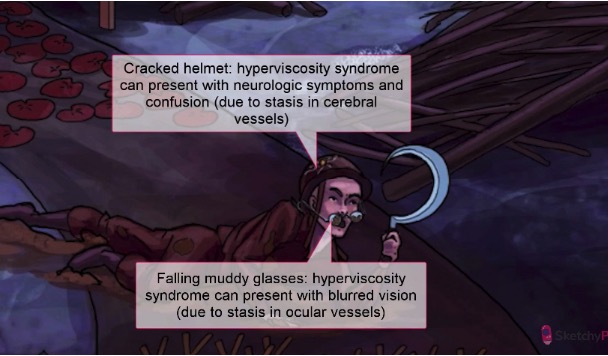 Cracked helmet: hyperviscosity syndrome
can present with neurologic symptoms and
confusion (due to stasis in cerebral
vessels)
Falling muddy glasses: hyperviscosity
syndrome can present with blurred vision
(due to stasis in ocular vessels)
SketchyP